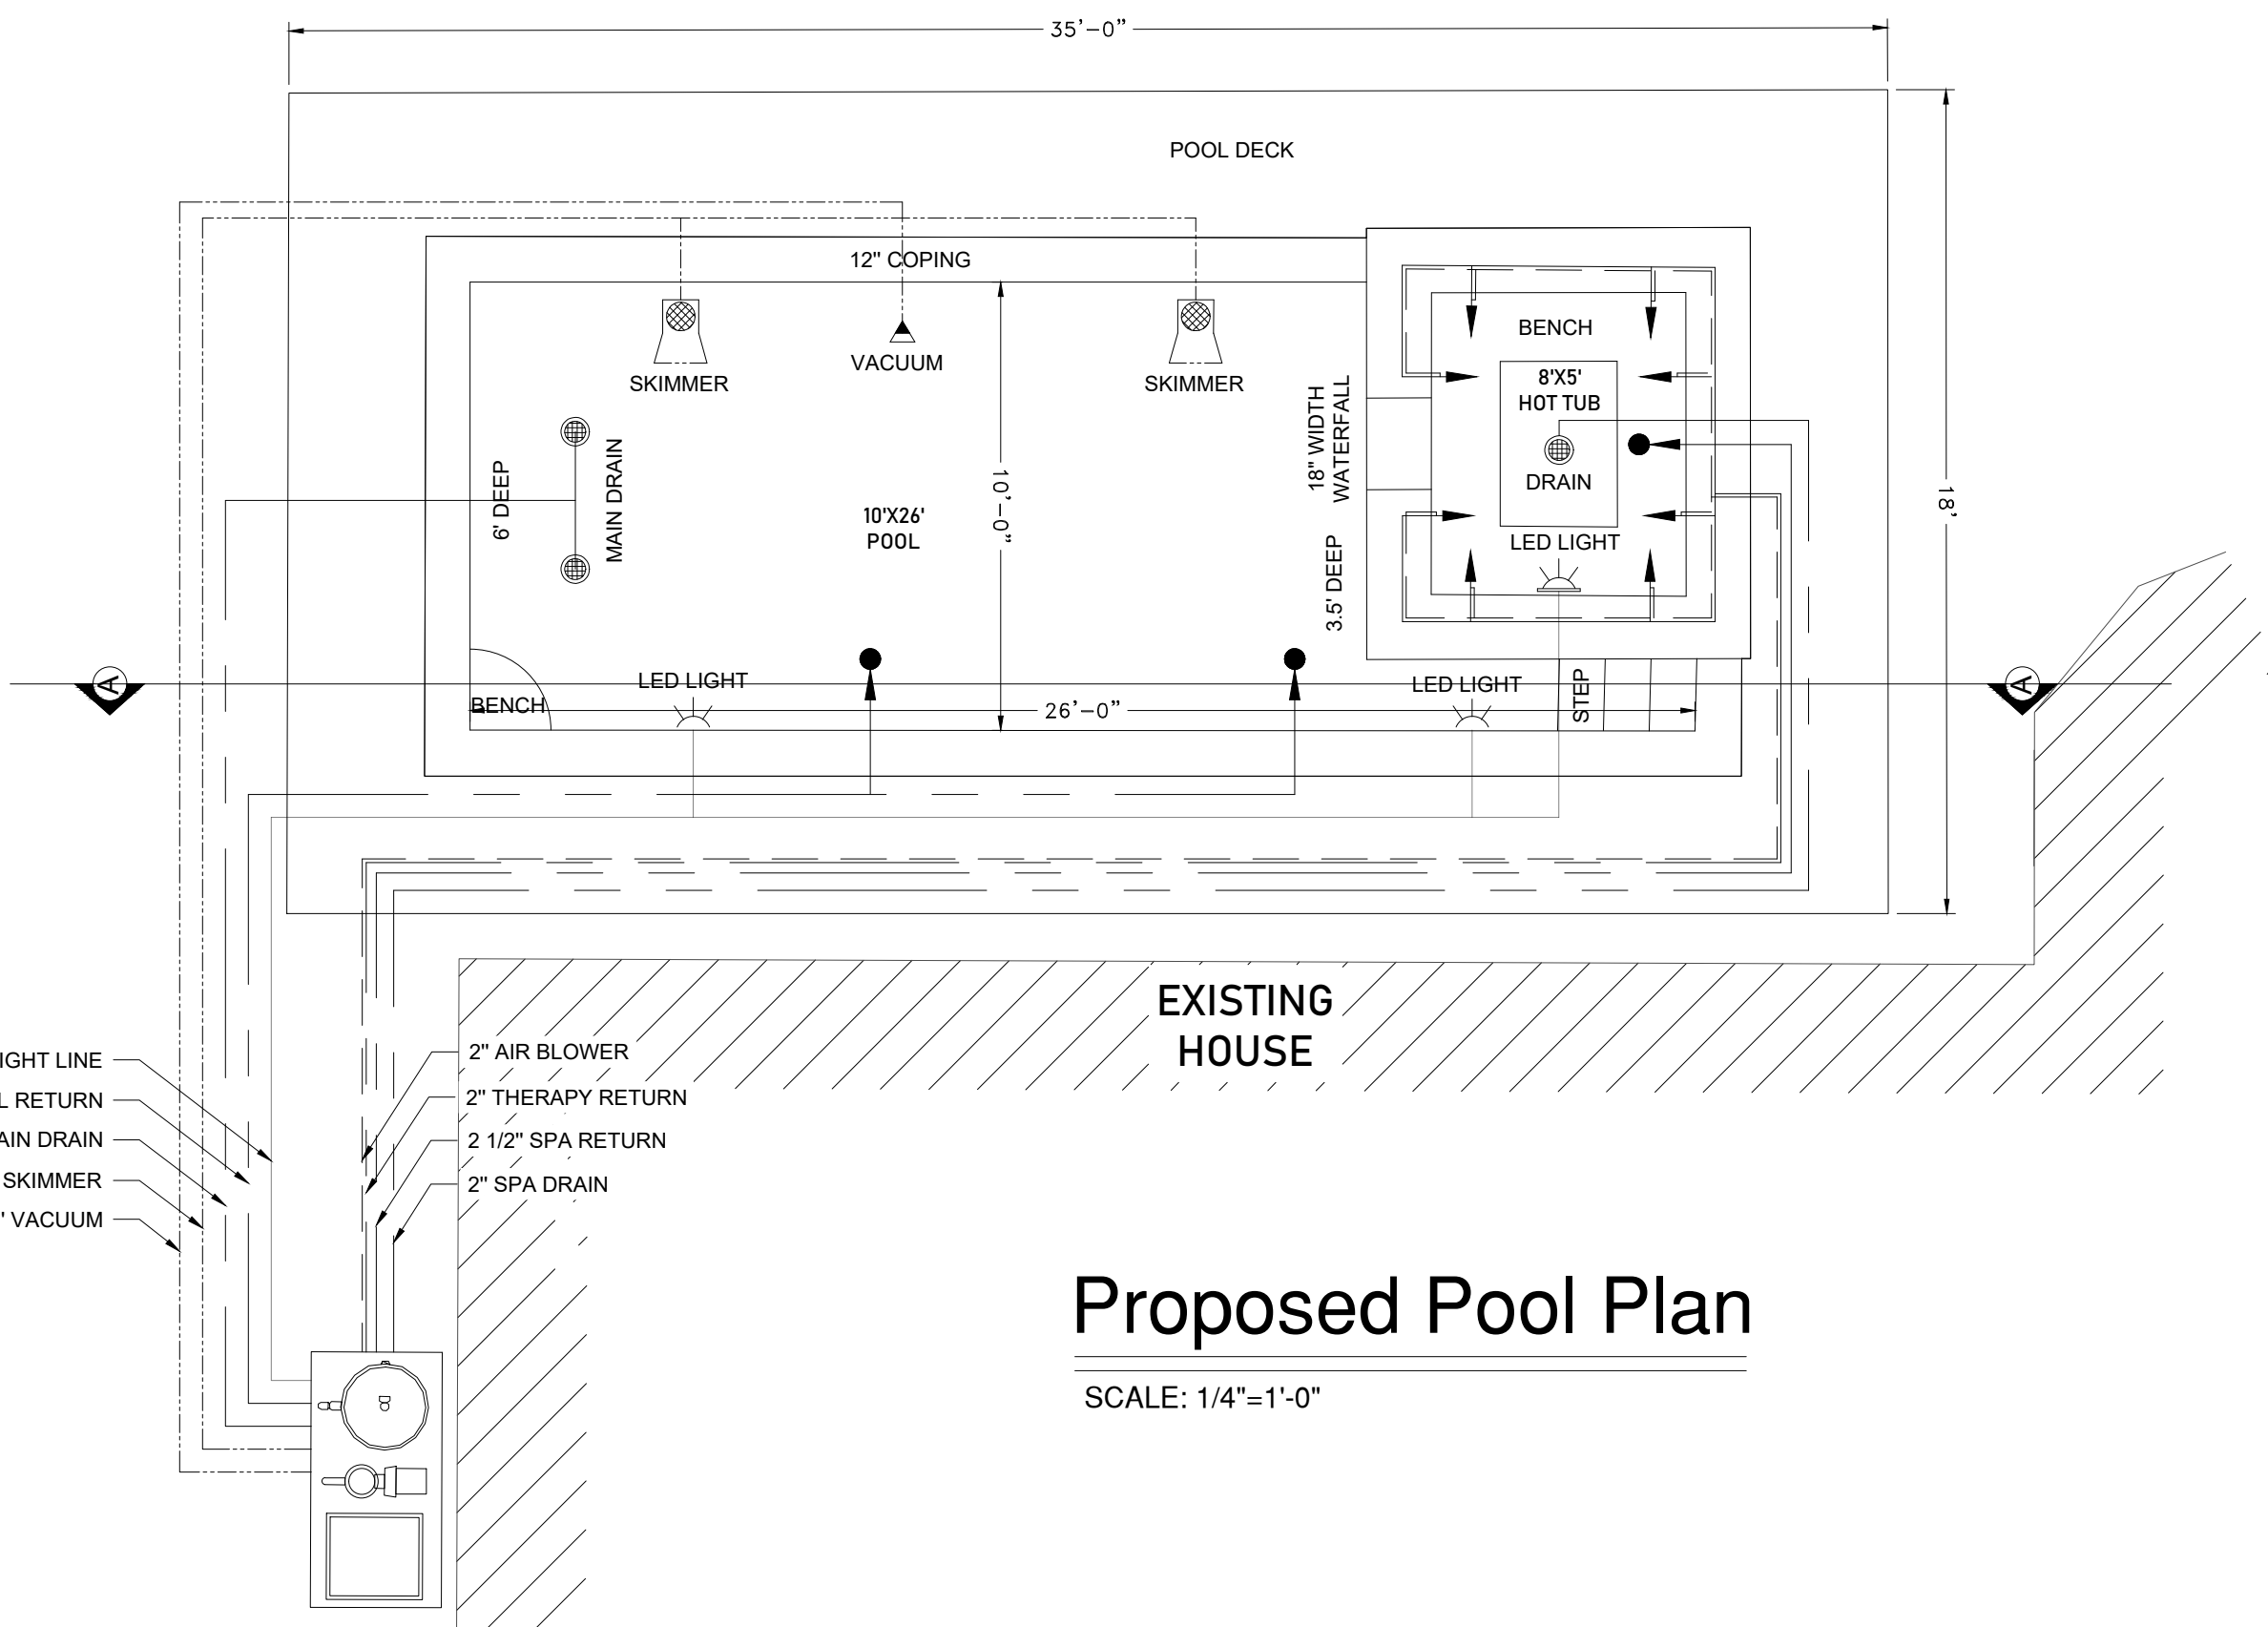 35'-0"
POOL DECK
12" COPING
SKIMMER
VACUUM
SKIMMER
BENCH
8'X5'
HOT TUB
DRAIN
LED LIGHT
18" WIDTH
WATERFALL
3.5' DEEP
6' DEEP
MAIN DRAIN
10'X26'
POOL
10'-0"
18'
A
BENCH
LED LIGHT
26'-0"
LED LIGHT
STEP
A
EXISTING
HOUSE
IGHT LINE
L RETURN
AIN DRAIN
SKIMMER
" VACUUM
2" AIR BLOWER
2" THERAPY RETURN
2 1/2" SPA RETURN
2" SPA DRAIN
Proposed Pool Plan
SCALE: 1/4"=1'-0"